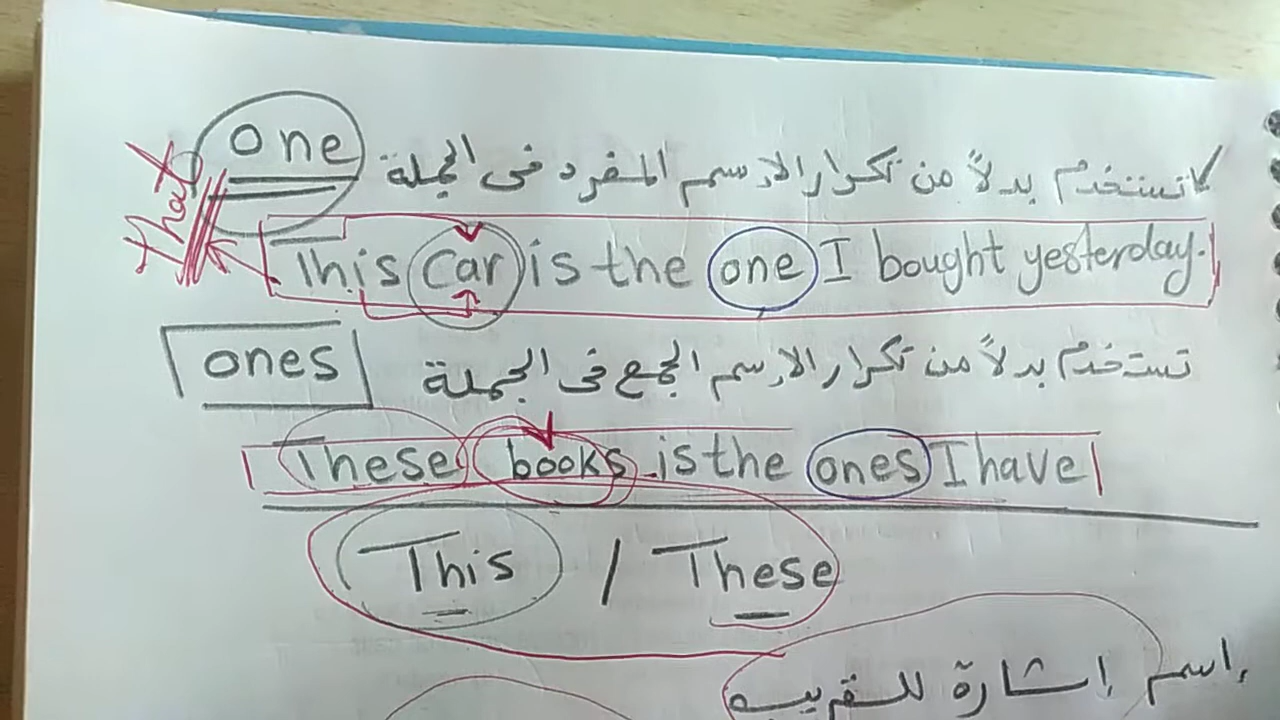 one تستخدم بدلاً من تكرار الاسم المفرد فى الجملة
that
This car is the one I bought yesterday.
ones تستخدم بدلاً من تكرار الاسم الجمع فى الجملة
These books is the ones I have
This / These
اسم إشارة للقريب